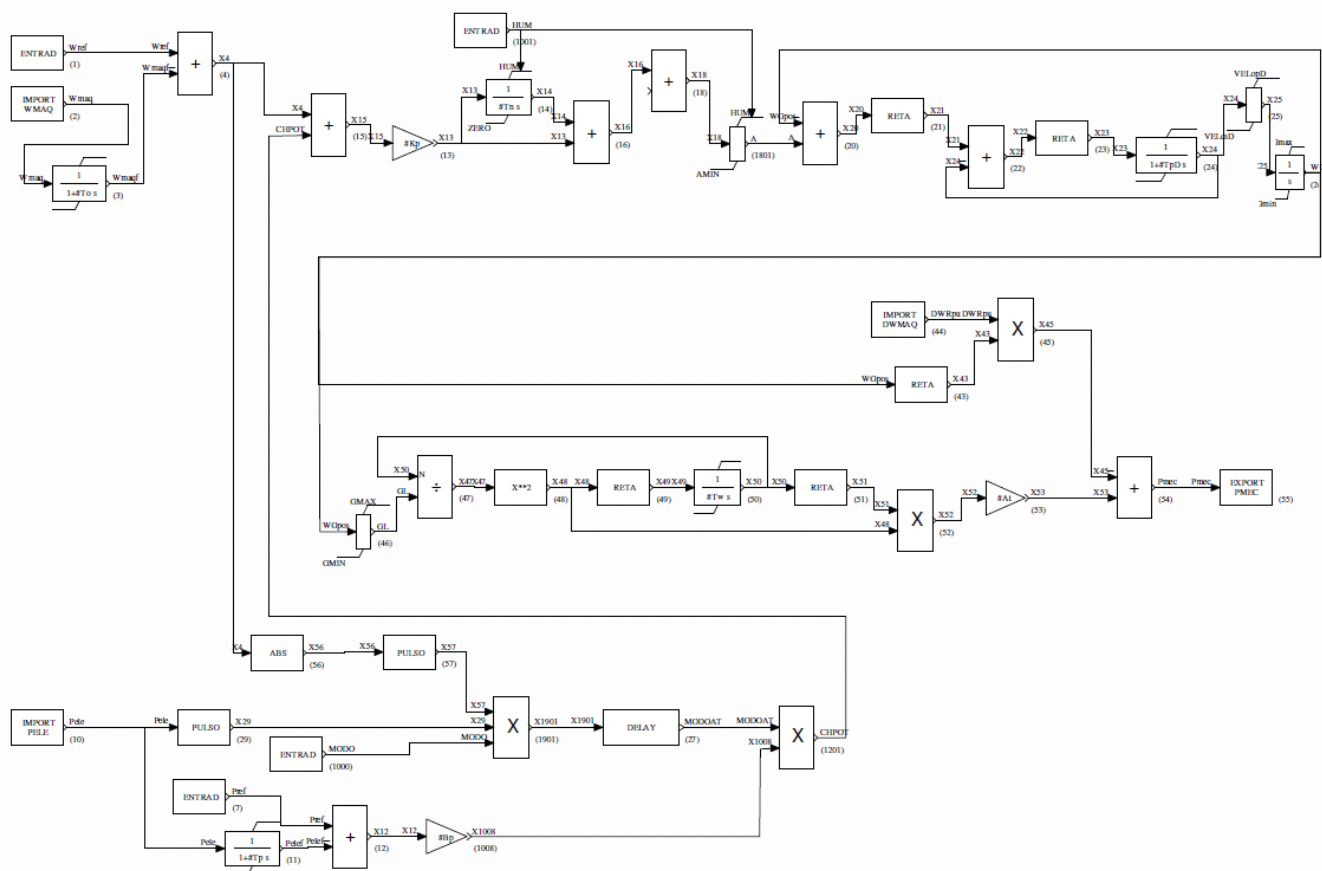 ENTRAD
Wref
(1)
Wref
Wmaqf-
+
X4
(4)
IMPORT
WMAQ
Wmaq
(2)
Wmaq
1
1+#To s
Wmaqf
(3)
X4
CHPOT
+
X15
(15)
X15
#Kp
X13
(13)
ENTRAD
HUM
(1001)
HUM
X13
1
#Tn s
X14
(14)
ZERO
X14
X13
+
X16
(16)
X16
+
X18
(18)
HUM
X18
A
(1801)
AMIN
WGpos-
A
+
X20
(20)
X20
RETA
X21
(21)
X21
X24-
+
X22
(22)
X22
RETA
X23
(23)
X23
1
1+#TpD s
X24
(24)
VELopD
X24
X25
(25)
1max
1
s
1min
IMPORT
DWMAQ
DWRpu
(44)
DWRpu
X43
X
X45
(45)
WGpos
RETA
X43
(43)
X50
N
GL
÷
X47
(47)
X47
X**2
X48
(48)
X48
RETA
X49
(49)
X49
1
#Tw s
X50
(50)
X50
RETA
X51
(51)
X51
X48
X
X52
(52)
X52
#At
X53
(53)
X45-
X53
+
Pmec
(54)
Pmec
EXPORT
PMEC
(55)
GMAX
WGpos
GL
(46)
GMIN
X4
ABS
X56
(56)
X56
PULSO
X57
(57)
IMPORT
PELE
Pele
(10)
Pele
PULSO
X29
(29)
X57
X29
MODO
X
X1901
(1901)
X1901
DELAY
MODOAT
(27)
MODOAT
X1008
X
CHPOT
(1201)
ENTRAD
MODO
(1000)
ENTRAD
Pref
(7)
Pref
Pelef-
+
X12
(12)
X12
#Bp
X1008
(1008)
Pele
1
1+#Tp s
Pelef
(11)